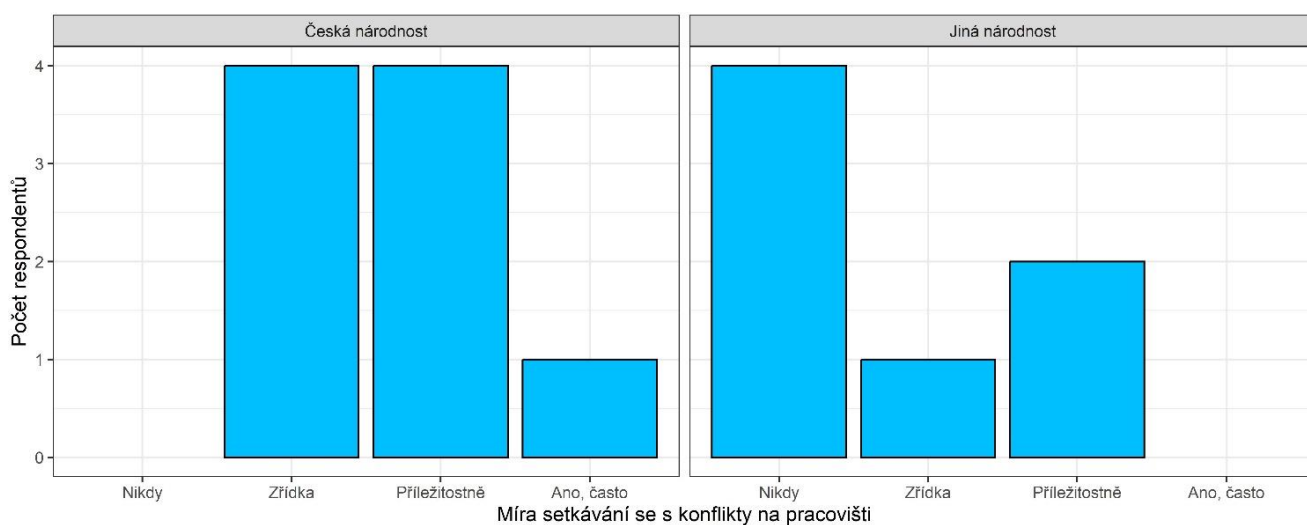 Česká národnost
Jiná národnost
Počet respondentů
4
3
2
1
0
Nikdy
Zřídka
Příležitostně
Ano, často
Nikdy
Zřídka
Příležitostně
Ano, často
Míra setkávání se s konflikty na pracovišti